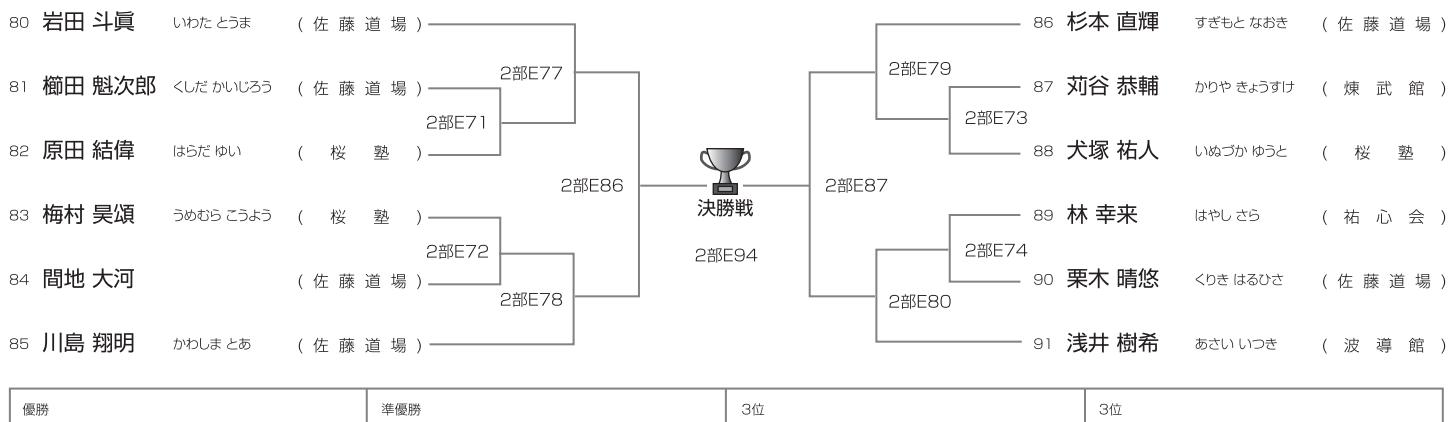 80 岩田 斗眞 いわた とうま (佐藤道場)
81 櫛田 魁次郎 くしだ かいじろう (佐藤道場)
82 原田 結偉 はらだ ゆい (桜塾)
83 梅村 昊頌 うめむら こうよう (桜塾)
84 間地 大河 (佐藤道場)
85 川島 翔明 かわしま とあ (佐藤道場)
2部E77
2部E71
2部E86
2部E72
2部E78
決勝戦
2部E94
2部E79
2部E73
2部E87
2部E74
2部E80
86 杉本 直輝 すぎもと なおき (佐藤道場)
87 苅谷 恭輔 かりや きょうすけ (煉武館)
88 犬塚 祐人 いぬづか ゆうと (桜塾)
89 林 幸来 はやし さら (祐心会)
90 栗木 晴悠 くりき はるひさ (佐藤道場)
91 浅井 樹希 あさい いつき (波導館)
優勝
準優勝
3位
3位